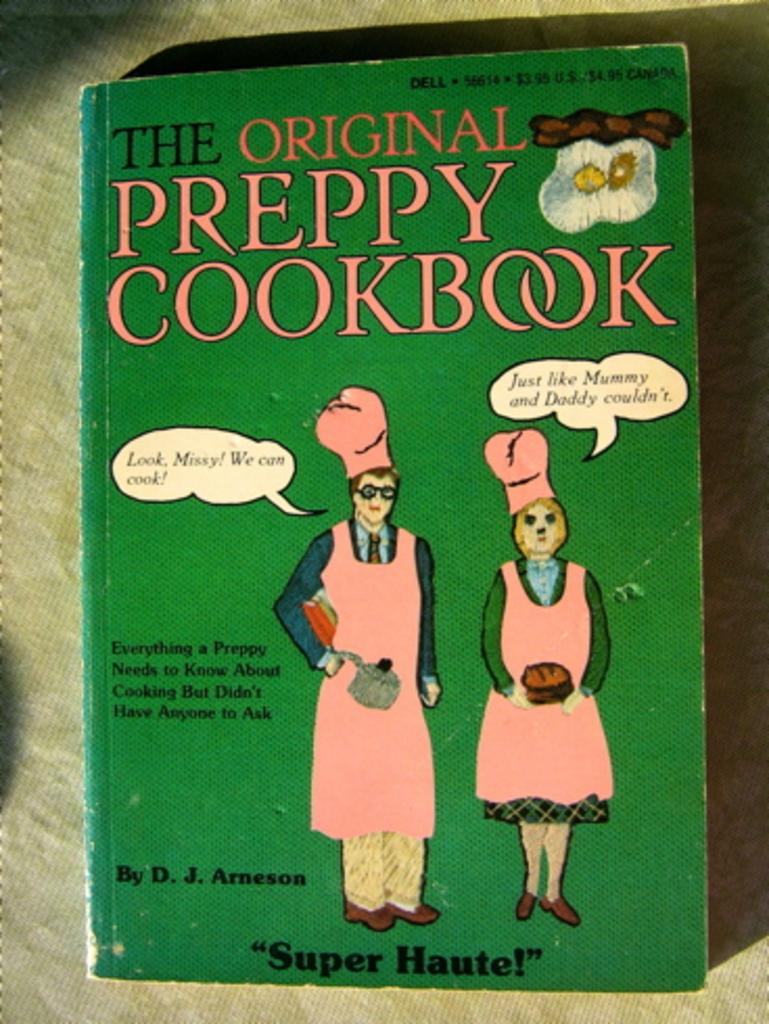 DELL • 56614 • $3.95 U.S./$4.95 CANADA
THE ORIGINAL
PREPPY
COOKBOOK
Just like Mummy
and Daddy couldn't.
Look, Missy! We can
cook!
Everything a Preppy
Needs to Know About
Cooking But Didn't
Have Anyone to Ask
By D. J. Arneson
"Super Haute!"